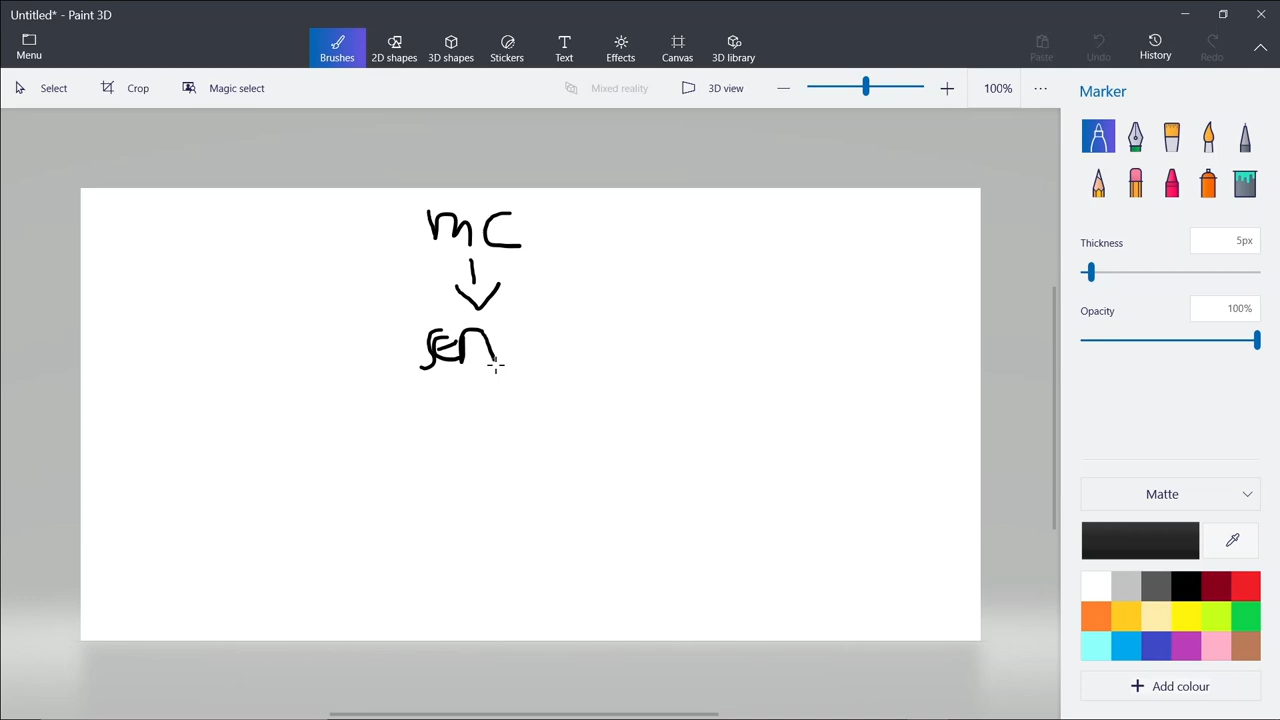 Untitled* - Paint 3D
Menu
Brushes 2D shapes 3D shapes Stickers Text Effects Canvas 3D library Paste Undo History Redo
Select Crop Magic select Mixed reality 3D view 100% ...
Marker
Thickness 5px
Opacity 100%
Matte
Add colour
mC
sen